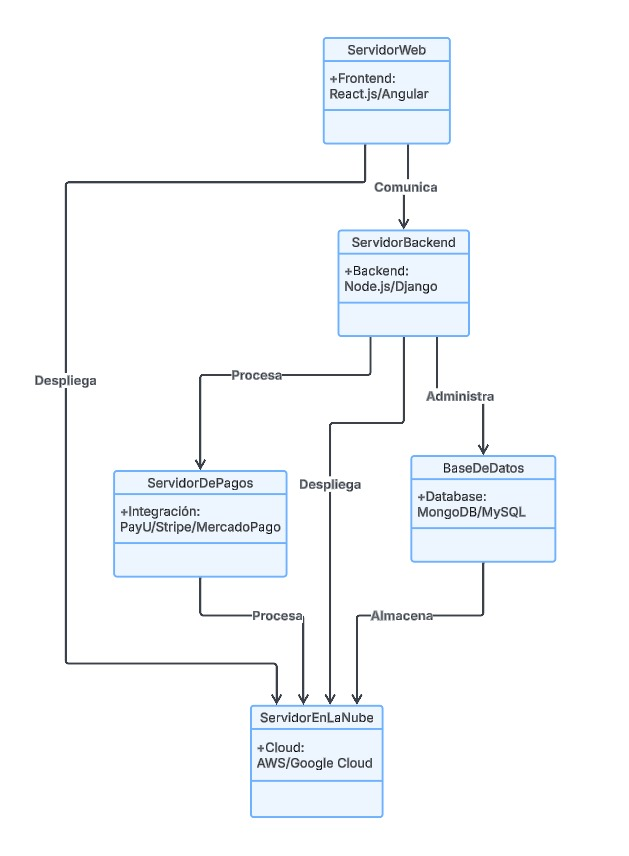 ServidorWeb
+Frontend:
React.js/Angular
Comunica
ServidorBackend
+Backend:
Node.js/Django
Despliega
Procesa
Administra
Despliega
BaseDeDatos
+Database:
MongoDB/MySQL
ServidorDePagos
+Integración:
PayU/Stripe/MercadoPago
Procesa
Almacena
ServidorEnLaNube
+Cloud:
AWS/Google Cloud